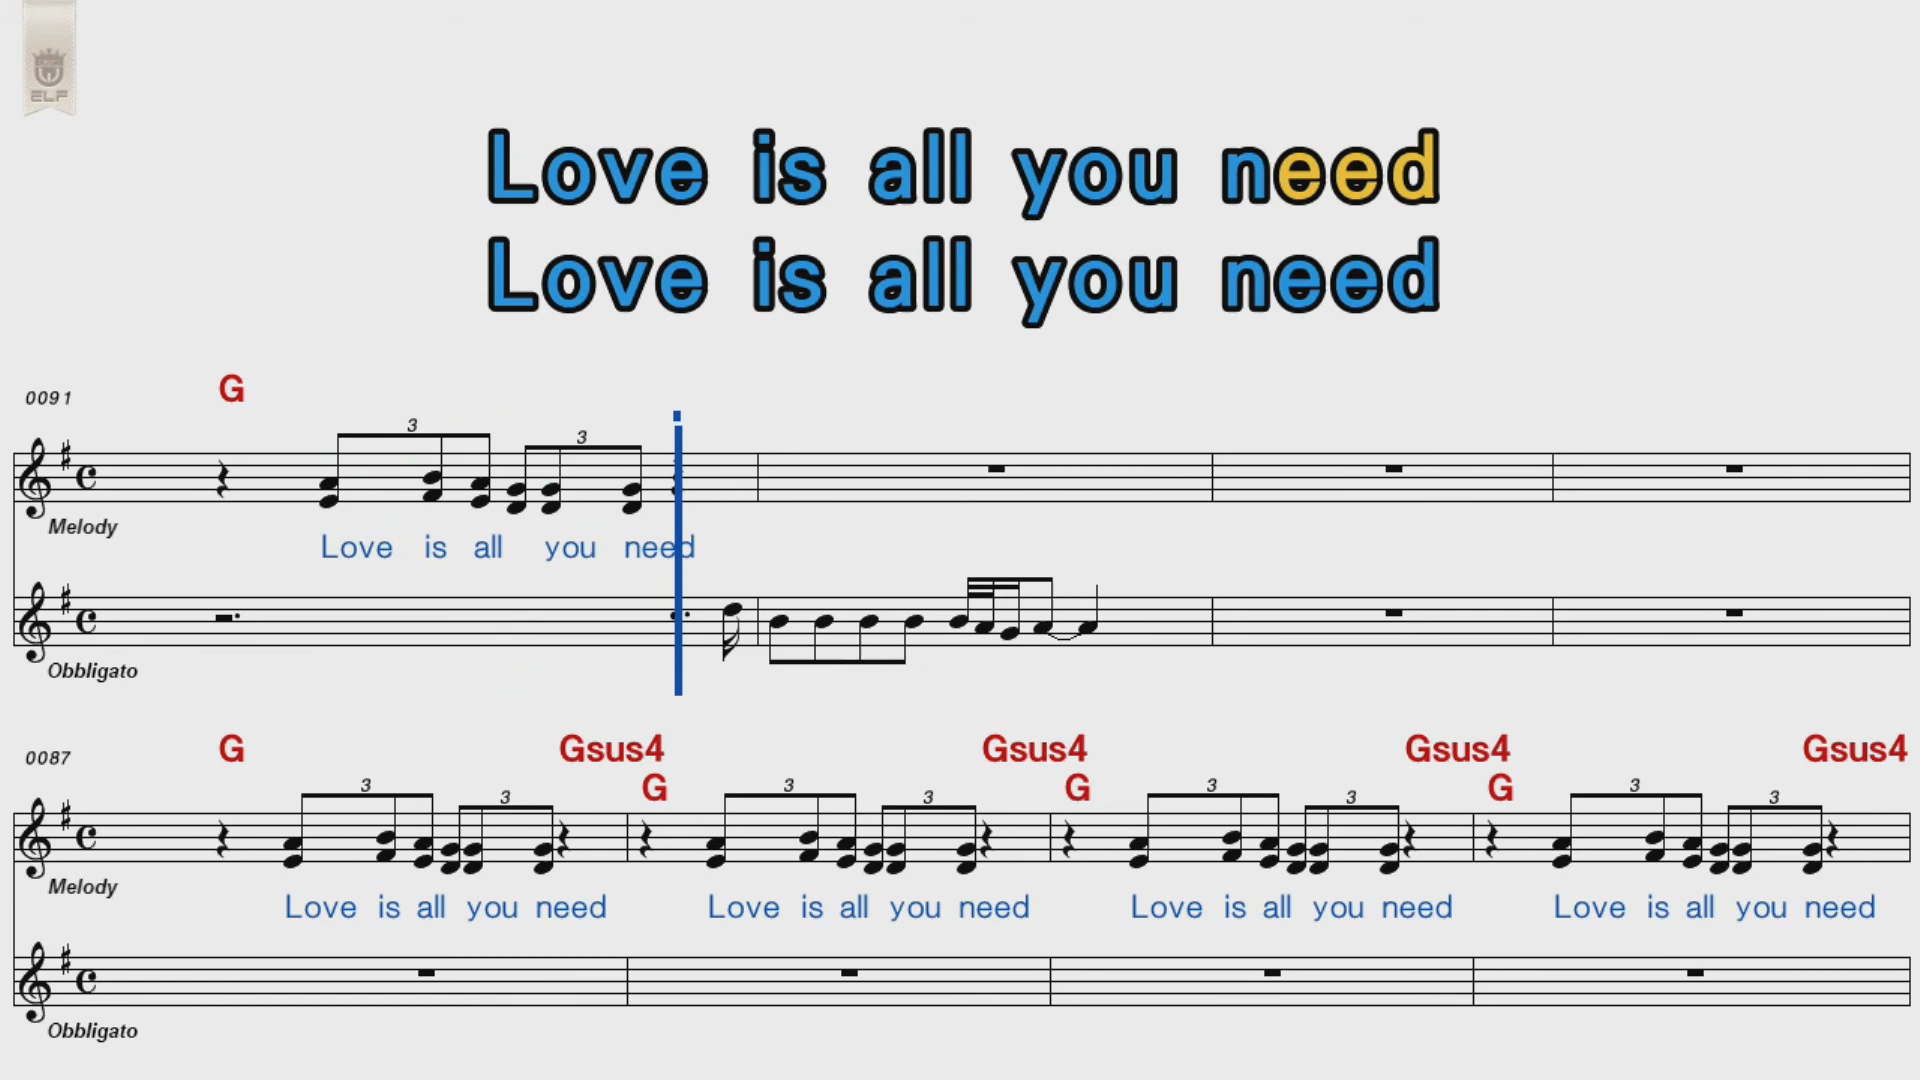 ELF
Love is all you need
Love is all you need
0091 G
3 3
Melody
Love is all you need
Obbligato
0087 G Gsus4 Gsus4 Gsus4 Gsus4
G G G
3 3 3 3 3 3 3 3
Melody
Love is all you need Love is all you need Love is all you need Love is all you need
Obbligato